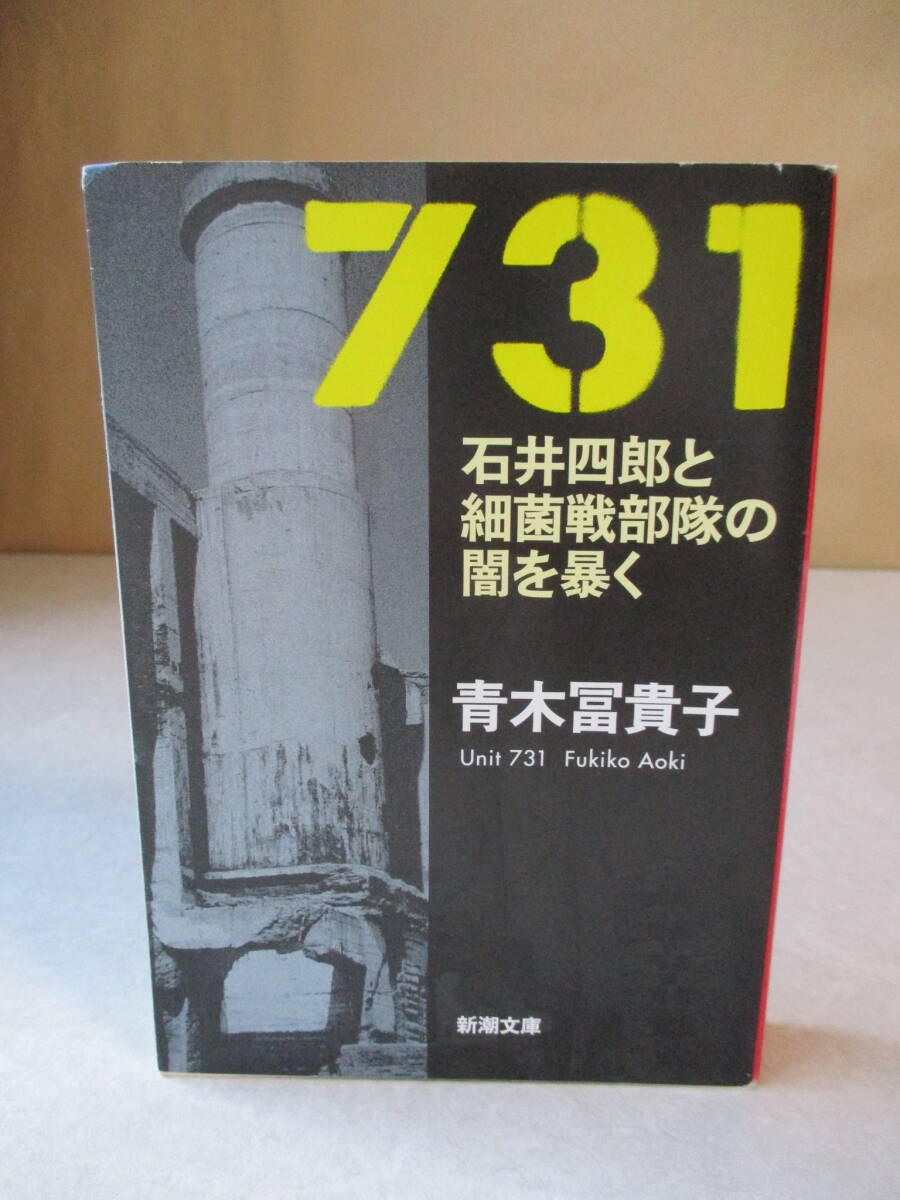 731
石井四郎と
細菌戦部隊の
闇を暴く
青木冨貴子
Unit 731 Fukiko Aoki
新潮文庫